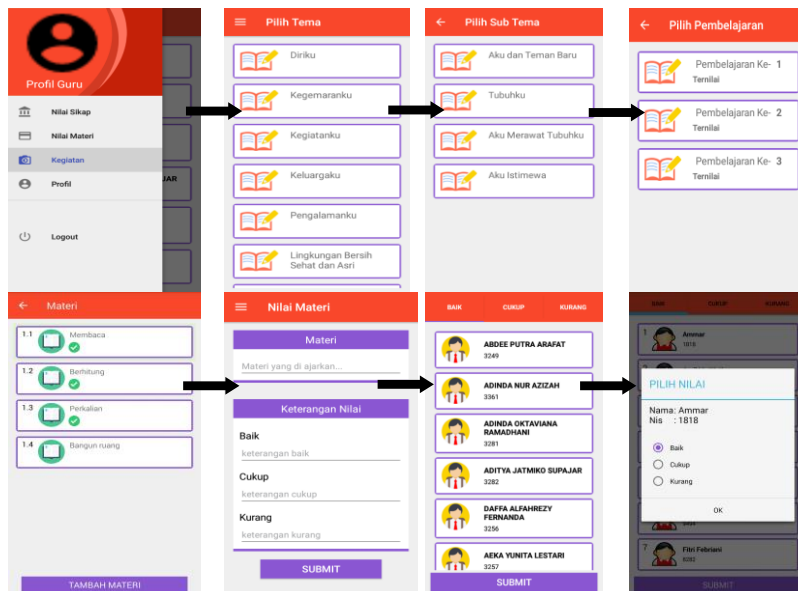 Profil Guru
Nilai Sikap
Nilai Materi
Kegiatan
JAR
Profil
Logout
Pilih Tema
Diriku
Kegemaranku
Kegiatanku
Keluargaku
Pengalamanku
Lingkungan Bersih
Sehat dan Asri
Pilih Sub Tema
Aku dan Teman Baru
Tubuhku
Aku Merawat Tubuhku
Aku Istimewa
Pilih Pembelajaran
Pembelajaran Ke- 1
Ternilai
Pembelajaran Ke- 2
Ternilai
Pembelajaran Ke- 3
Ternilai
Materi
1.1 Membaca
1.2 Berhitung
1.3 Perkalian
1.4 Bangun ruang
TAMBAH MATERI
Nilai Materi
Materi
Materi yang di ajarkan...
Keterangan Nilai
Baik
keterangan baik
Cukup
keterangan cukup
Kurang
keterangan kurang
SUBMIT
BAIK CUKUP KURANG
ABDEE PUTRA ARAFAT
3249
ADINDA NUR AZIZAH
3361
ADINDA OKTAVIANA
RAMADHANI
3281
ADITYA JATMIKO SUPAJAR
3282
DAFFA ALFAHREZY
FERNANDA
3256
AEKA YUNITA LESTARI
3257
SUBMIT
BAIK CUKUP KURANG
1 Ammar
1818
PILIH NILAI
Nama: Ammar
Nis : 1818
Baik
Cukup
Kurang
OK
7 Fitri Febriani
8282
SUBMIT